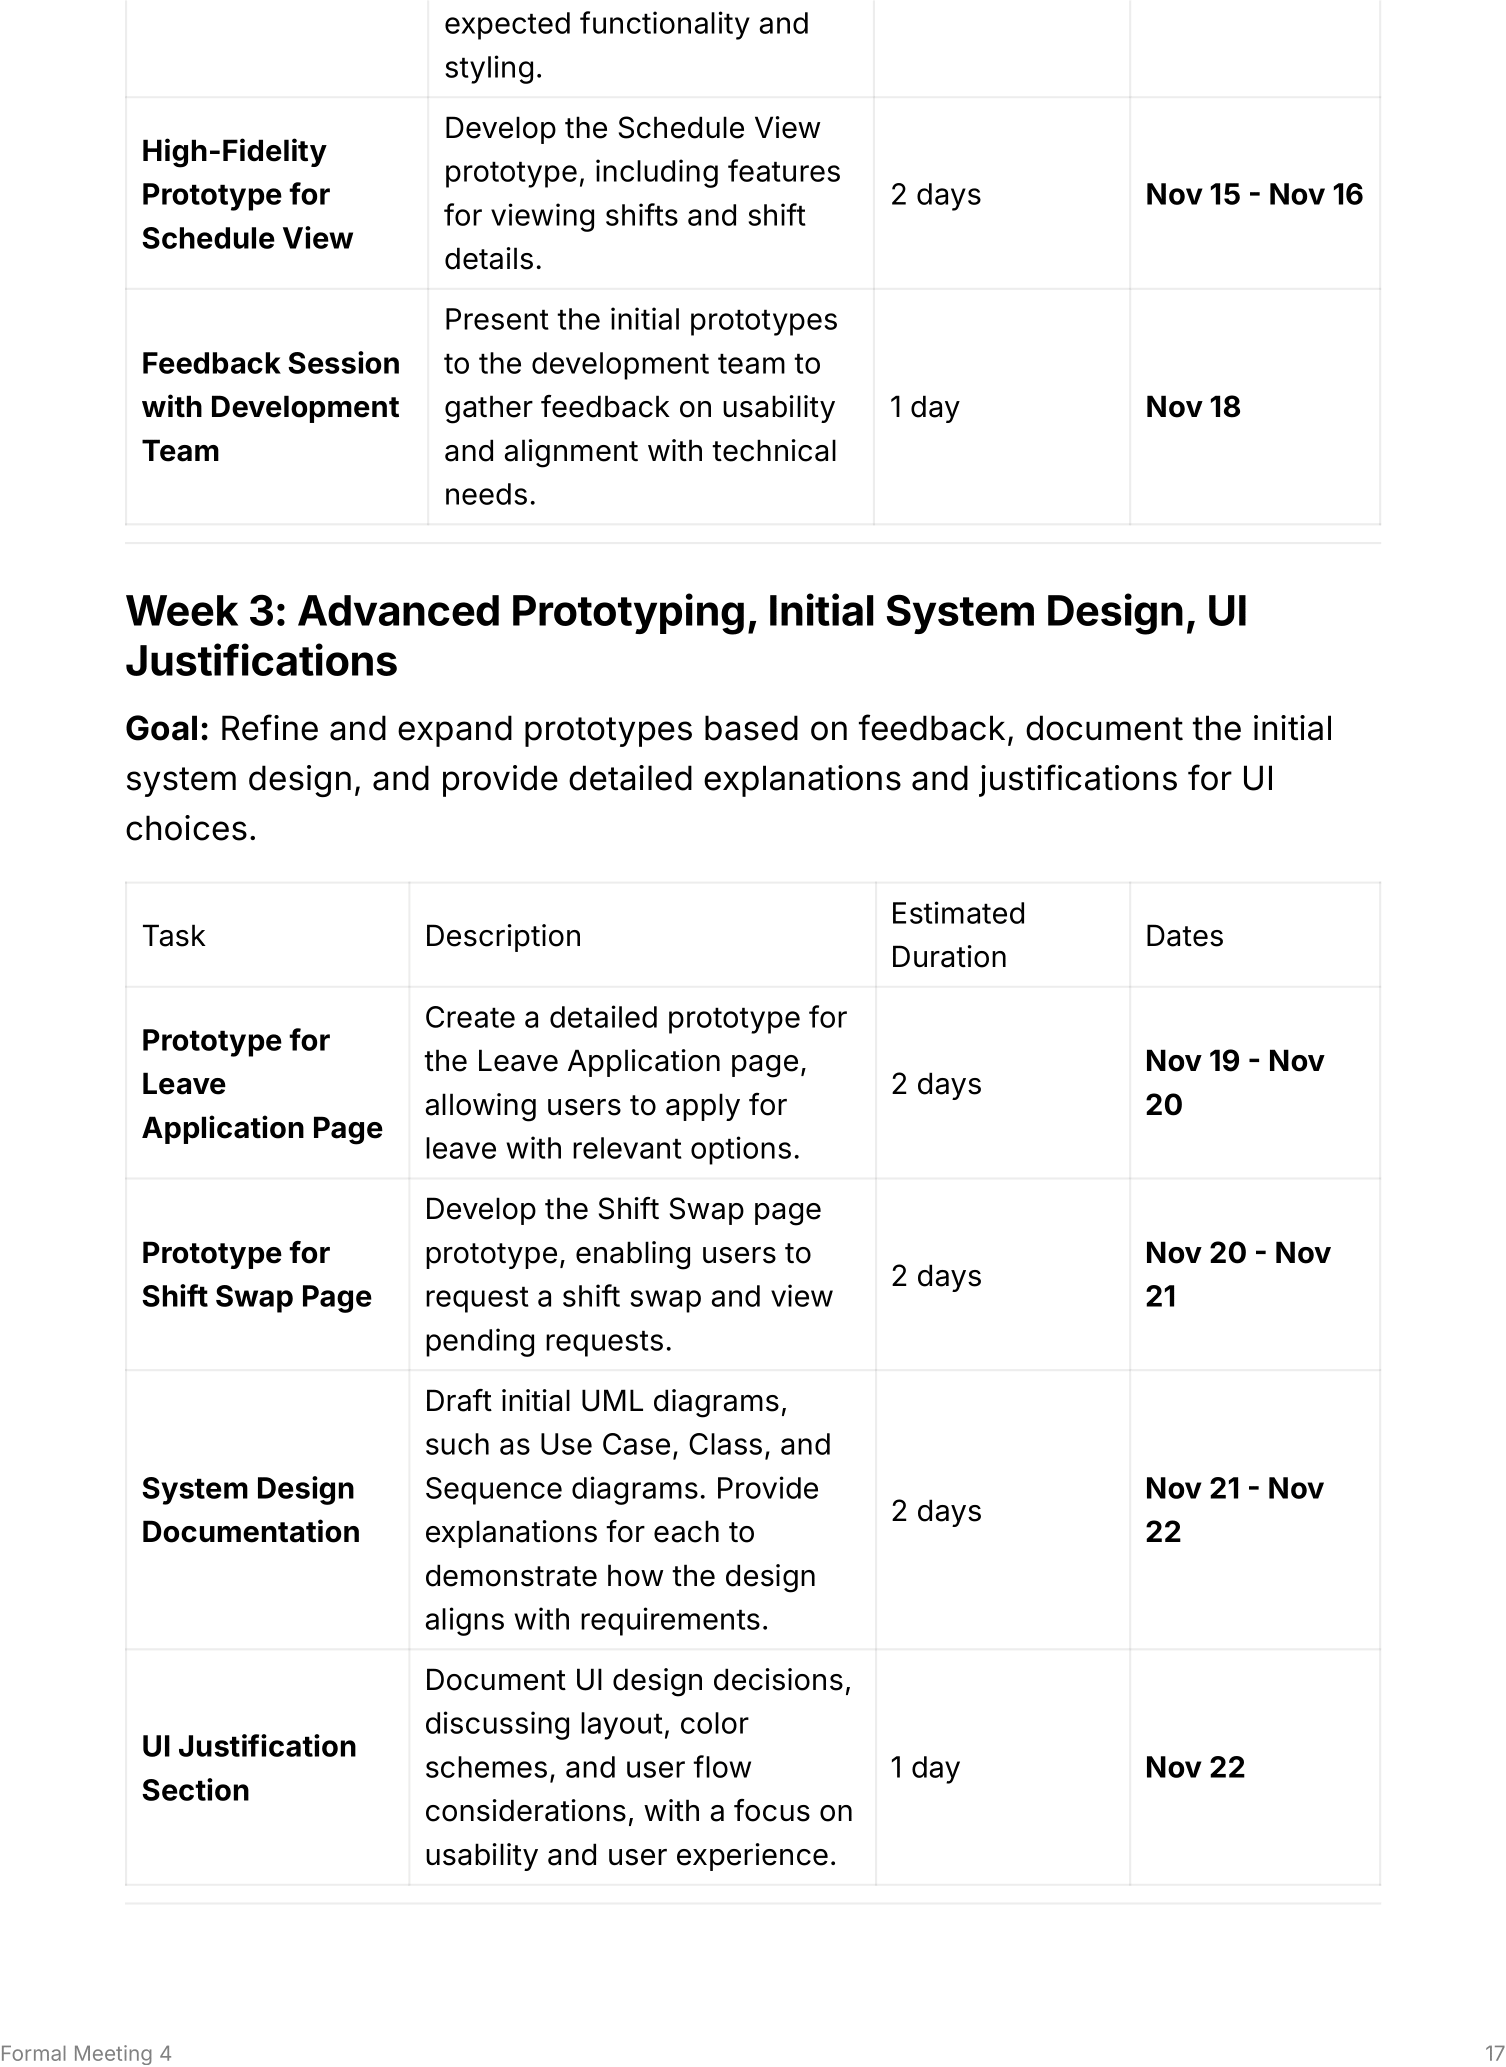 expected functionality and
styling.
High-Fidelity
Prototype for
Schedule View
Develop the Schedule View
prototype, including features
for viewing shifts and shift
details.
2 days
Nov 15 - Nov 16
Feedback Session
with Development
Team
Present the initial prototypes
to the development team to
gather feedback on usability
and alignment with technical
needs.
1 day
Nov 18
Week 3: Advanced Prototyping, Initial System Design, UI
Justifications
Goal: Refine and expand prototypes based on feedback, document the initial
system design, and provide detailed explanations and justifications for UI
choices.
Task
Description
Estimated
Duration
Dates
Prototype for
Leave
Application Page
Create a detailed prototype for
the Leave Application page,
allowing users to apply for
leave with relevant options.
2 days
Nov 19 - Nov
20
Prototype for
Shift Swap Page
Develop the Shift Swap page
prototype, enabling users to
request a shift swap and view
pending requests.
2 days
Nov 20 - Nov
21
System Design
Documentation
Draft initial UML diagrams,
such as Use Case, Class, and
Sequence diagrams. Provide
explanations for each to
demonstrate how the design
aligns with requirements.
2 days
Nov 21 - Nov
22
UI Justification
Section
Document UI design decisions,
discussing layout, color
schemes, and user flow
considerations, with a focus on
usability and user experience.
1 day
Nov 22
Formal Meeting 4
17